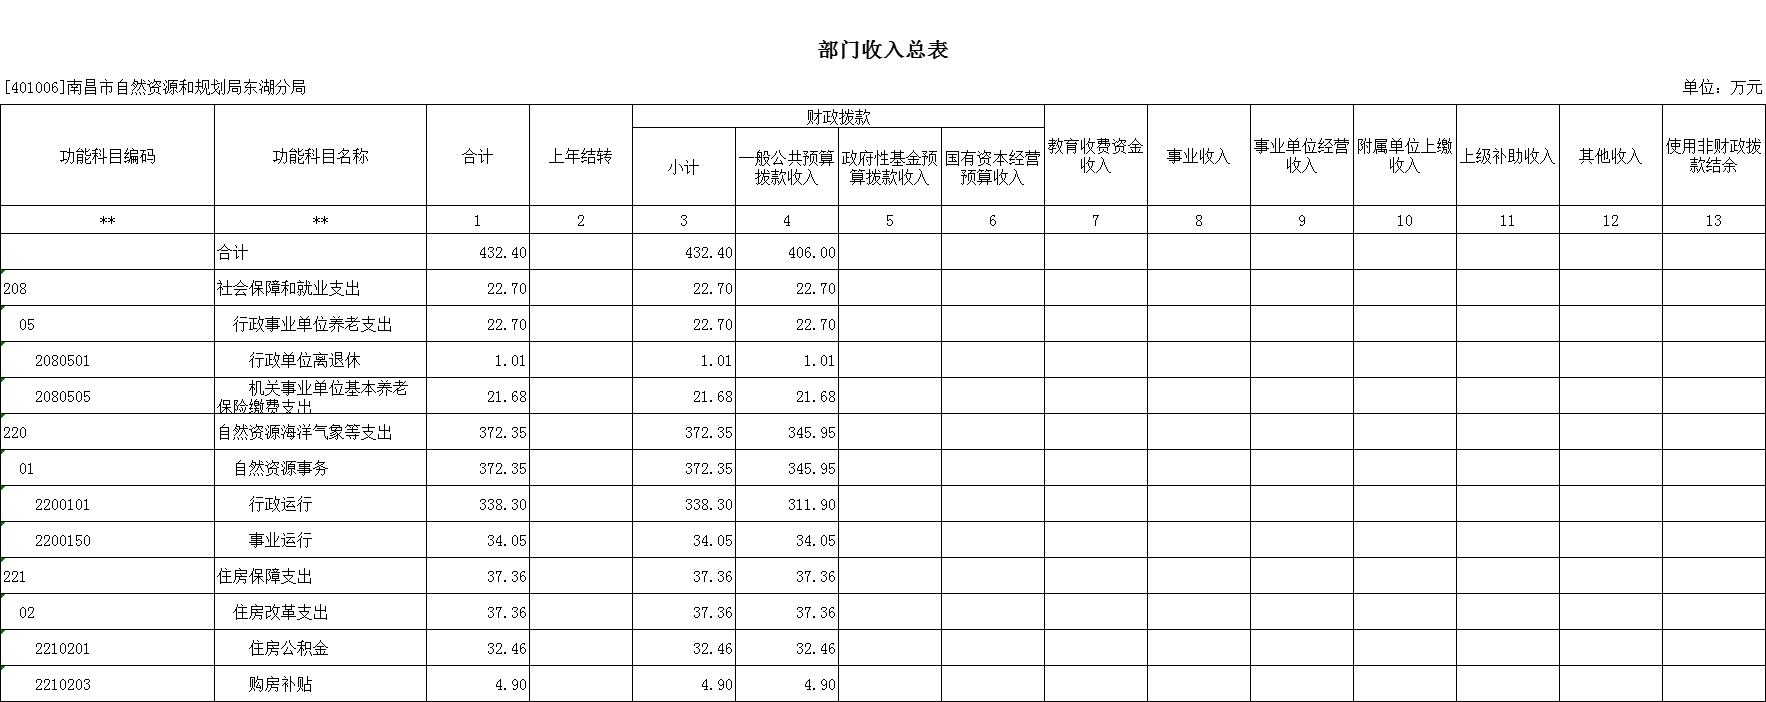 部门收入总表
[401006]南昌市自然资源和规划局东湖分局 单位：万元
功能科目编码 功能科目名称 合计 上年结转 财政拨款 教育收费资金收入 事业收入 事业单位经营收入 附属单位上缴收入 上级补助收入 其他收入 使用非财政拨款结余
小计 一般公共预算拨款收入 政府性基金预算拨款收入 国有资本经营预算收入
** ** 1 2 3 4 5 6 7 8 9 10 11 12 13
合计 432.40 432.40 406.00
208 社会保障和就业支出 22.70 22.70 22.70
05 行政事业单位养老支出 22.70 22.70 22.70
2080501 行政单位离退休 1.01 1.01 1.01
2080505 机关事业单位基本养老保险缴费支出 21.68 21.68 21.68
220 自然资源海洋气象等支出 372.35 372.35 345.95
01 自然资源事务 372.35 372.35 345.95
2200101 行政运行 338.30 338.30 311.90
2200150 事业运行 34.05 34.05 34.05
221 住房保障支出 37.36 37.36 37.36
02 住房改革支出 37.36 37.36 37.36
2210201 住房公积金 32.46 32.46 32.46
2210203 购房补贴 4.90 4.90 4.90